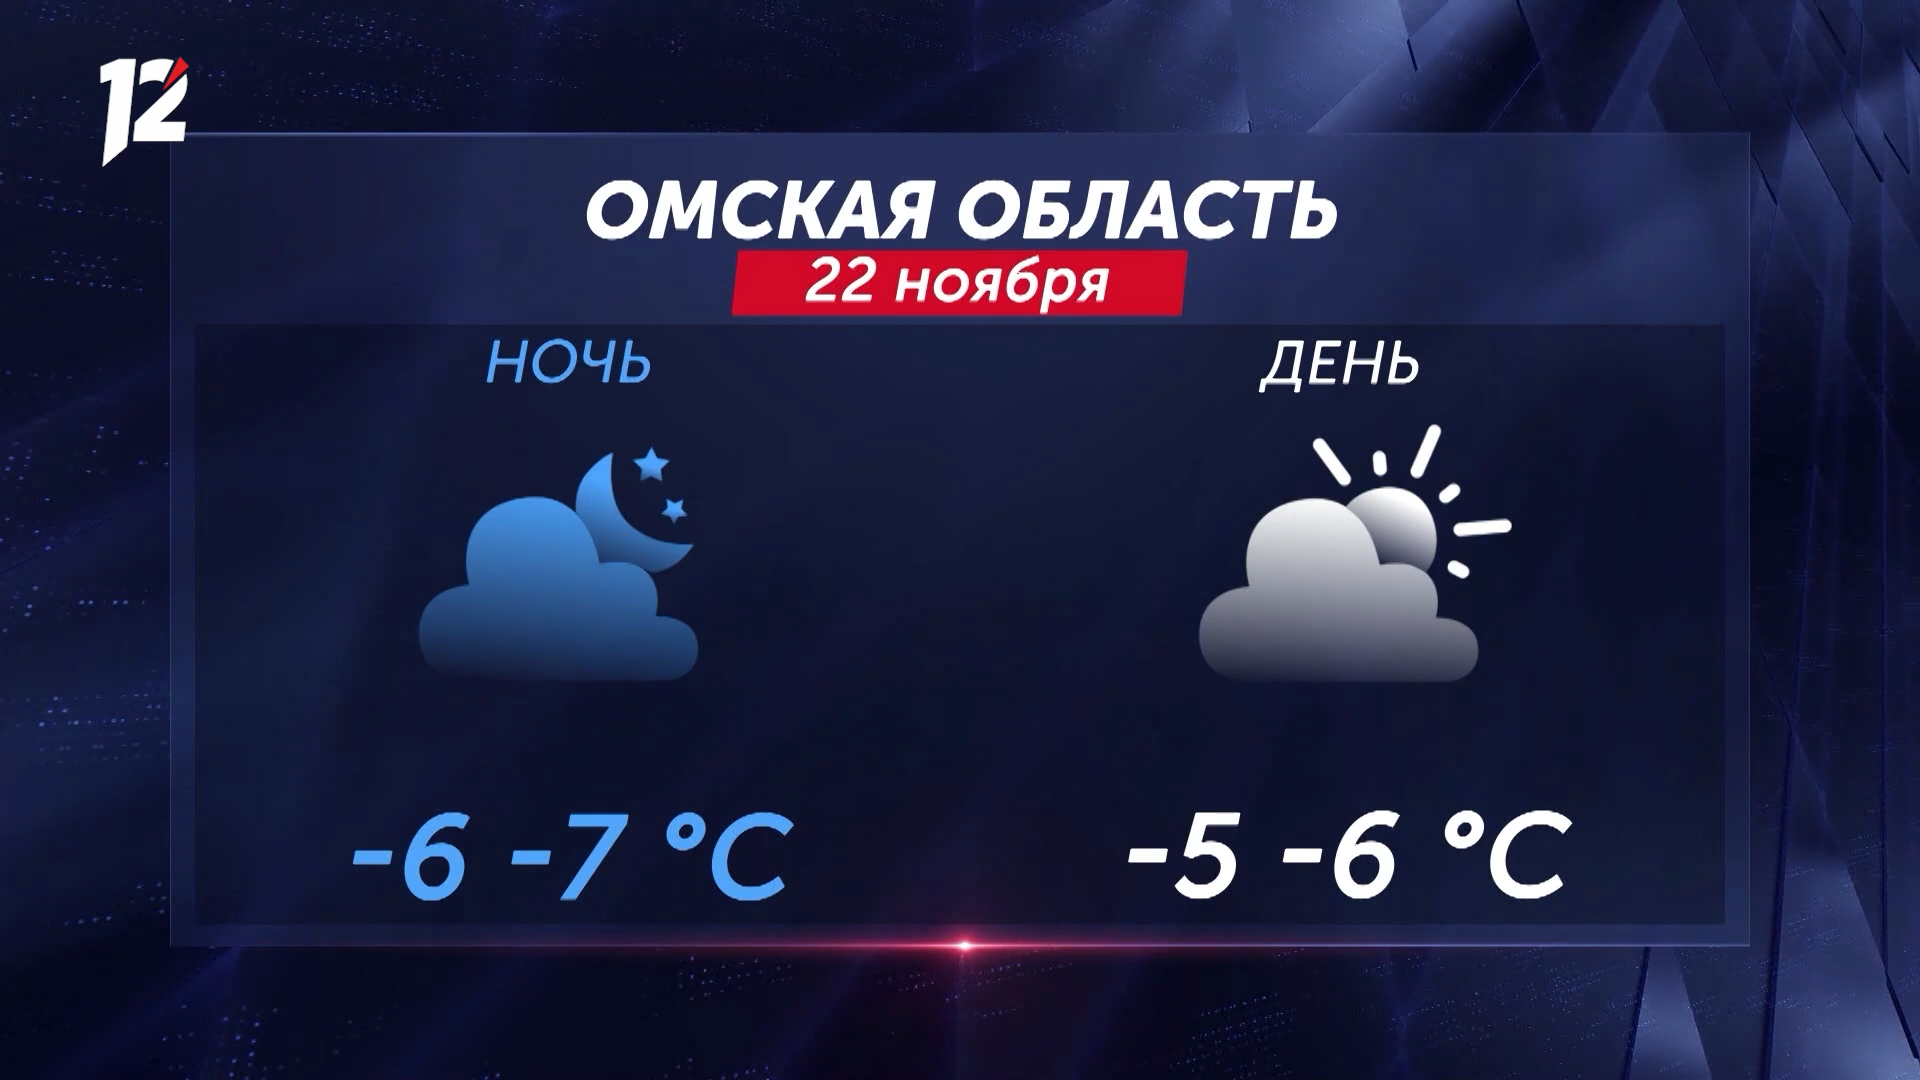 12
ОМСКАЯ ОБЛАСТЬ
22 ноября
НОЧЬ
ДЕНЬ
-6 -7 °C
-5 -6 °C